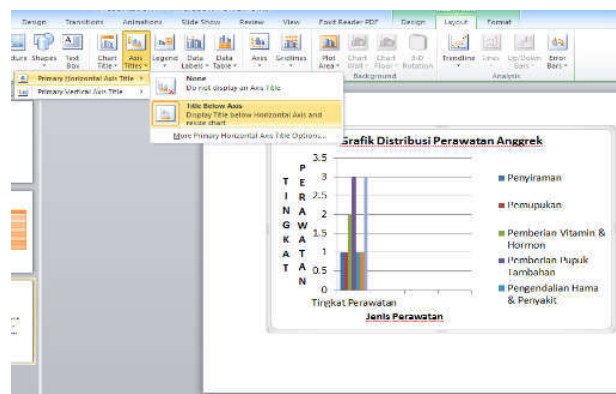 Design Transitions Animations Slide Show Review View Foxit Reader PDF Design Layout Format
Shapes Text Box Chart Title Axis Titles Legend Data Labels Data Table Axes Gridlines Plot Area Chart Wall Chart Floor 3-D Rotation Trendline Lines Up/Down Bars Error Bars
Background Analysis
Primary Horizontal Axis Title
Primary Vertical Axis Title
None
Do not display an Axis Title
Title Below Axis
Display Title below Horizontal Axis and
resize chart
More Primary Horizontal Axis Title Options...
Grafik Distribusi Perawatan Anggrek
TINGKAT
PERAWATAN
3.5
3
2.5
2
1.5
1
0.5
0
Tingkat Perawatan
Jenis Perawatan
Penyiraman
Pemupukan
Pemberian Vitamin &
Hormon
Pemberian Pupuk
Tambahan
Pengendalian Hama
& Penyakit